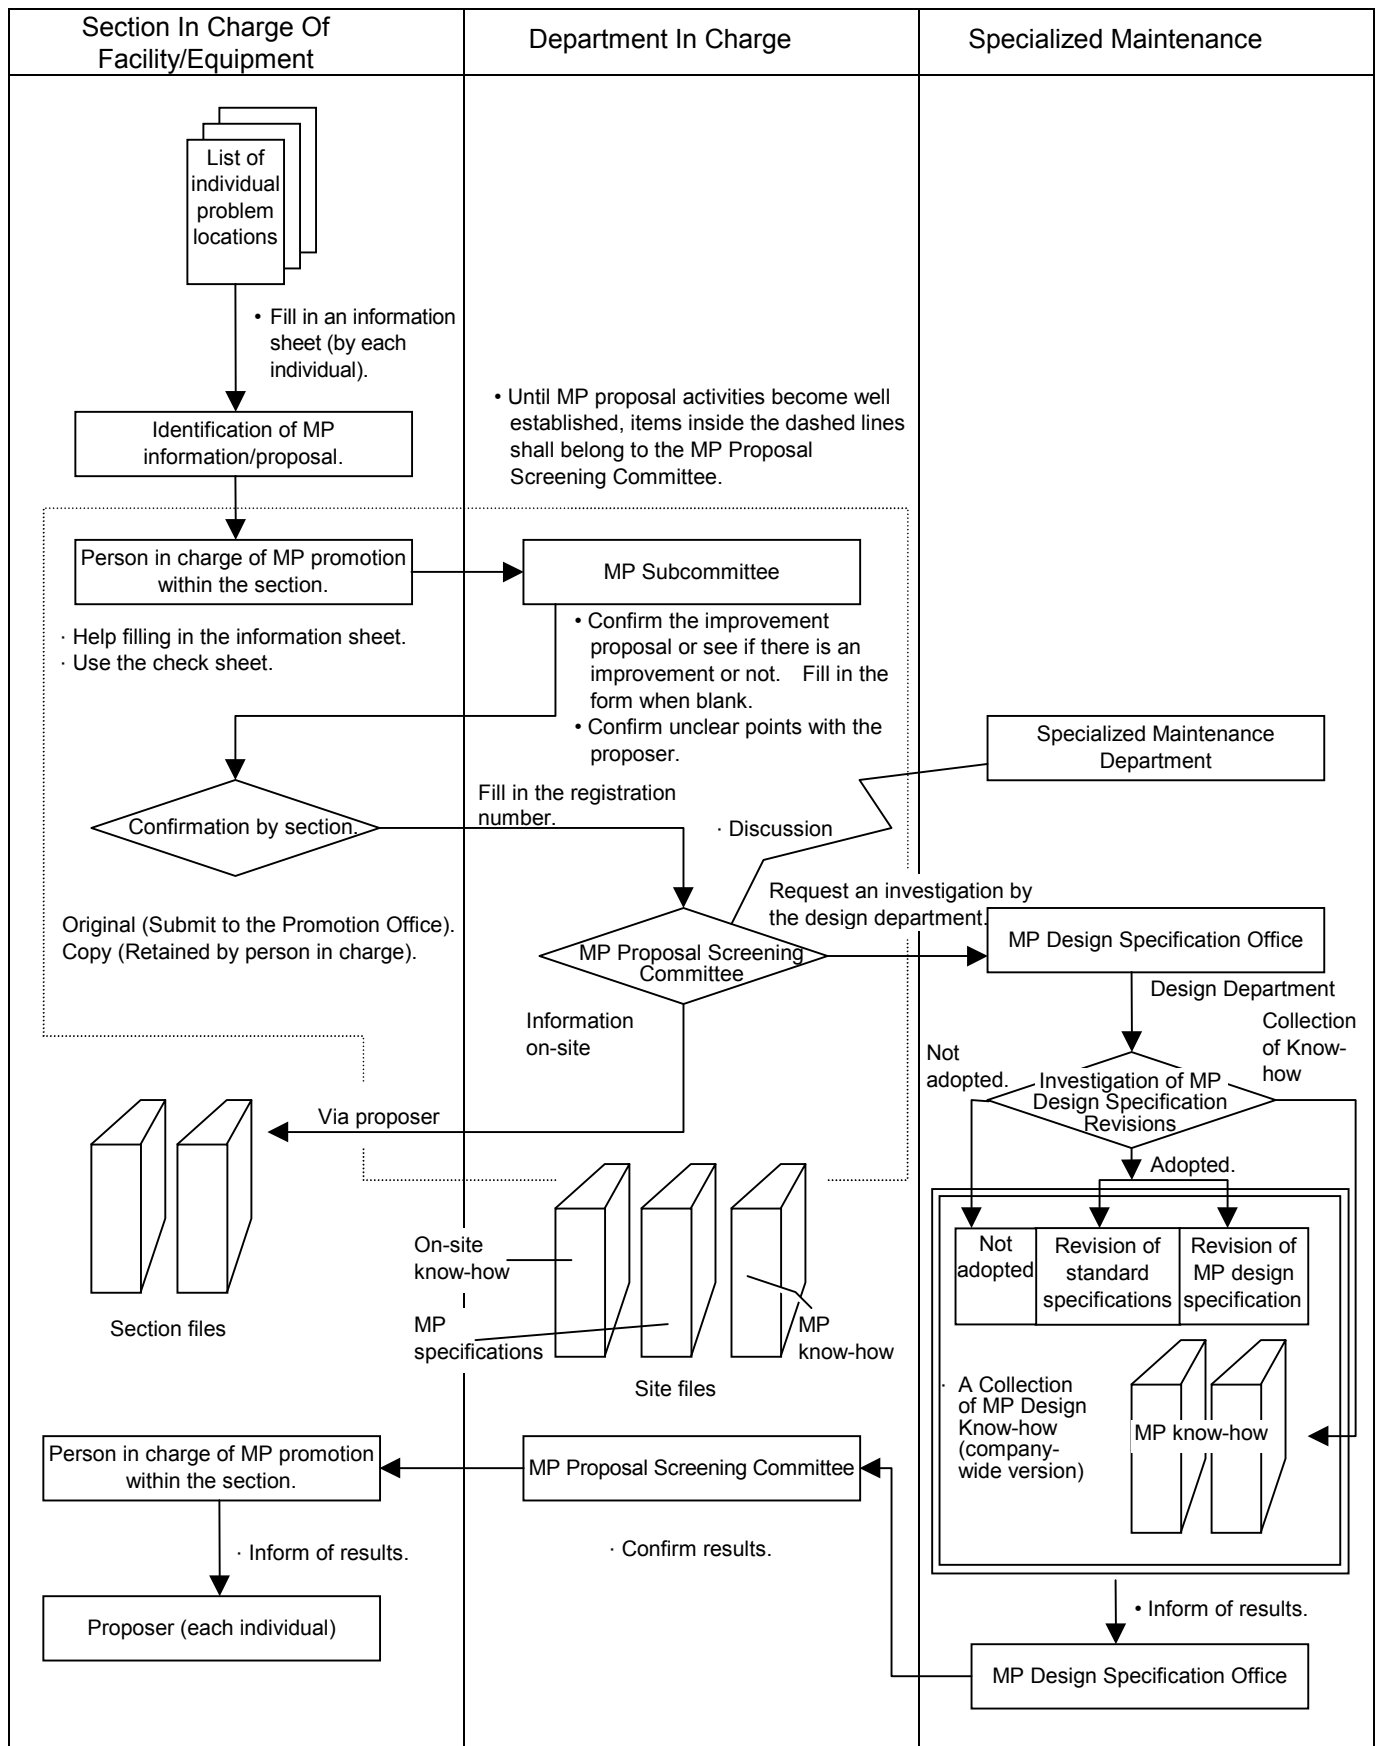 Section In Charge Of
Facility/Equipment
Department In Charge
Specialized Maintenance
List of
individual
problem
locations
• Fill in an information
sheet (by each
individual).
Identification of MP
information/proposal.
• Until MP proposal activities become well
established, items inside the dashed lines
shall belong to the MP Proposal
Screening Committee.
Person in charge of MP promotion
within the section.
MP Subcommittee
· Help filling in the information sheet.
· Use the check sheet.
• Confirm the improvement
proposal or see if there is an
improvement or not. Fill in the
form when blank.
• Confirm unclear points with the
proposer.
Specialized Maintenance
Department
Confirmation by section.
Fill in the registration
number.
· Discussion
Original (Submit to the Promotion Office).
Copy (Retained by person in charge).
Request an investigation by
the design department.
MP Proposal Screening
Committee
MP Design Specification Office
Design Department
Information
on-site
Not
adopted.
Collection
of Know-
how
Investigation of MP
Design Specification
Revisions
Via proposer
Adopted.
Not
adopted
Revision of
standard
specifications
Revision of
MP design
specification
On-site
know-how
MP
specifications
MP
know-how
Section files
Site files
· A Collection
of MP Design
Know-how
(company-
wide version)
MP know-how
Person in charge of MP promotion
within the section.
MP Proposal Screening Committee
· Inform of results.
· Confirm results.
Proposer (each individual)
• Inform of results.
MP Design Specification Office